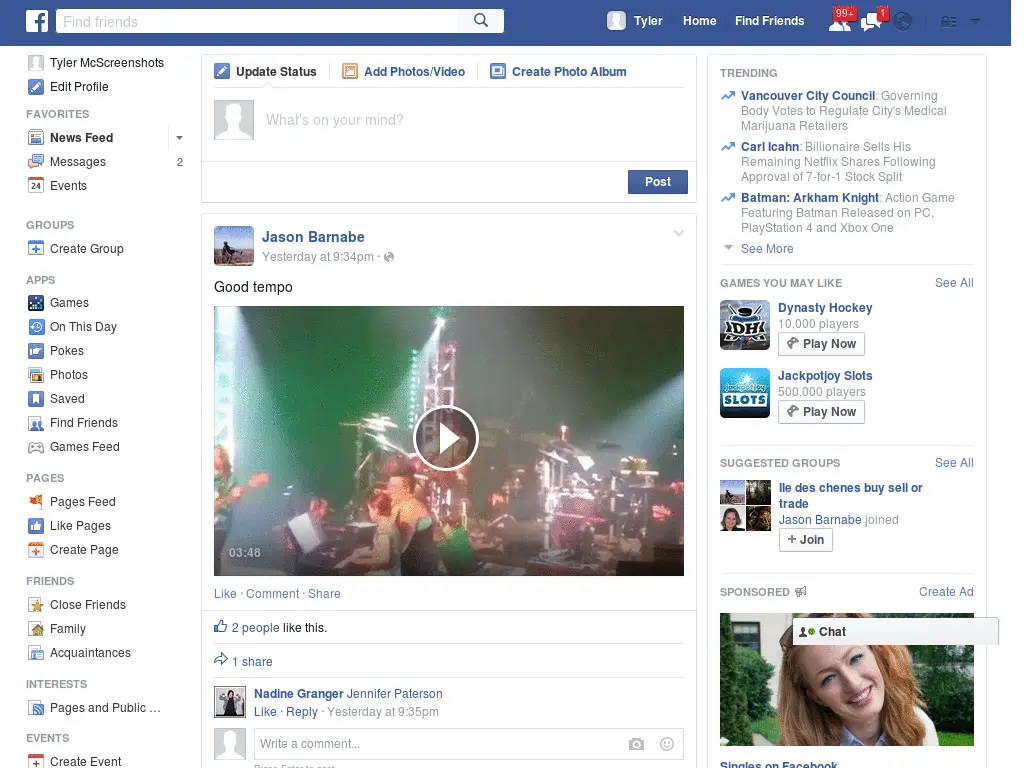 Find friends
Tyler
Home
Find Friends
99+
1
Tyler McScreenshots
Edit Profile
FAVORITES
News Feed
Messages 2
24 Events
GROUPS
Create Group
APPS
Games
On This Day
Pokes
Photos
Saved
Find Friends
Games Feed
PAGES
Pages Feed
Like Pages
Create Page
FRIENDS
Close Friends
Family
Acquaintances
INTERESTS
Pages and Public ...
EVENTS
Create Event
Update Status
Add Photos/Video
Create Photo Album
What's on your mind?
Post
Jason Barnabe
Yesterday at 9:34pm ·
Good tempo
03:48
Like · Comment · Share
2 people like this.
1 share
Nadine Granger Jennifer Paterson
Like · Reply · Yesterday at 9:35pm
Write a comment...
TRENDING
Vancouver City Council: Governing
Body Votes to Regulate City's Medical
Marijuana Retailers
Carl Icahn: Billionaire Sells His
Remaining Netflix Shares Following
Approval of 7-for-1 Stock Split
Batman: Arkham Knight: Action Game
Featuring Batman Released on PC,
PlayStation 4 and Xbox One
See More
GAMES YOU MAY LIKE See All
DH
Dynasty Hockey
10,000 players
Play Now
jackpotjoy
SLOTS
Jackpotjoy Slots
500,000 players
Play Now
SUGGESTED GROUPS See All
Ile des chenes buy sell or
trade
Jason Barnabe joined
+ Join
SPONSORED Create Ad
Chat
Singles on Facebook